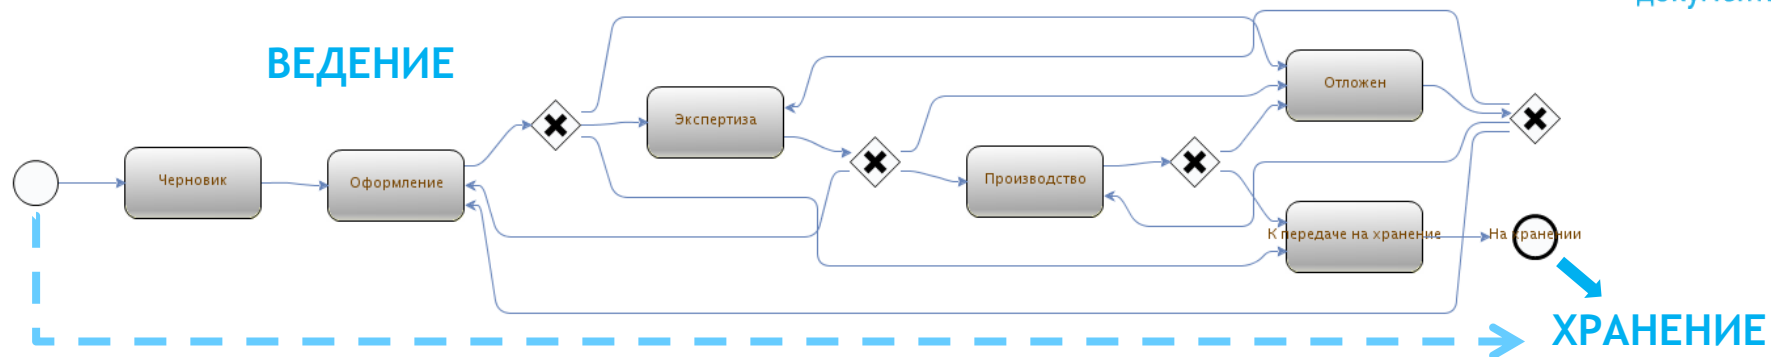 ВЕДЕНИЕ
Отложен
Экспертиза
Черновик
Оформление
Производство
К передаче на хранение
На хранении
ХРАНЕНИЕ